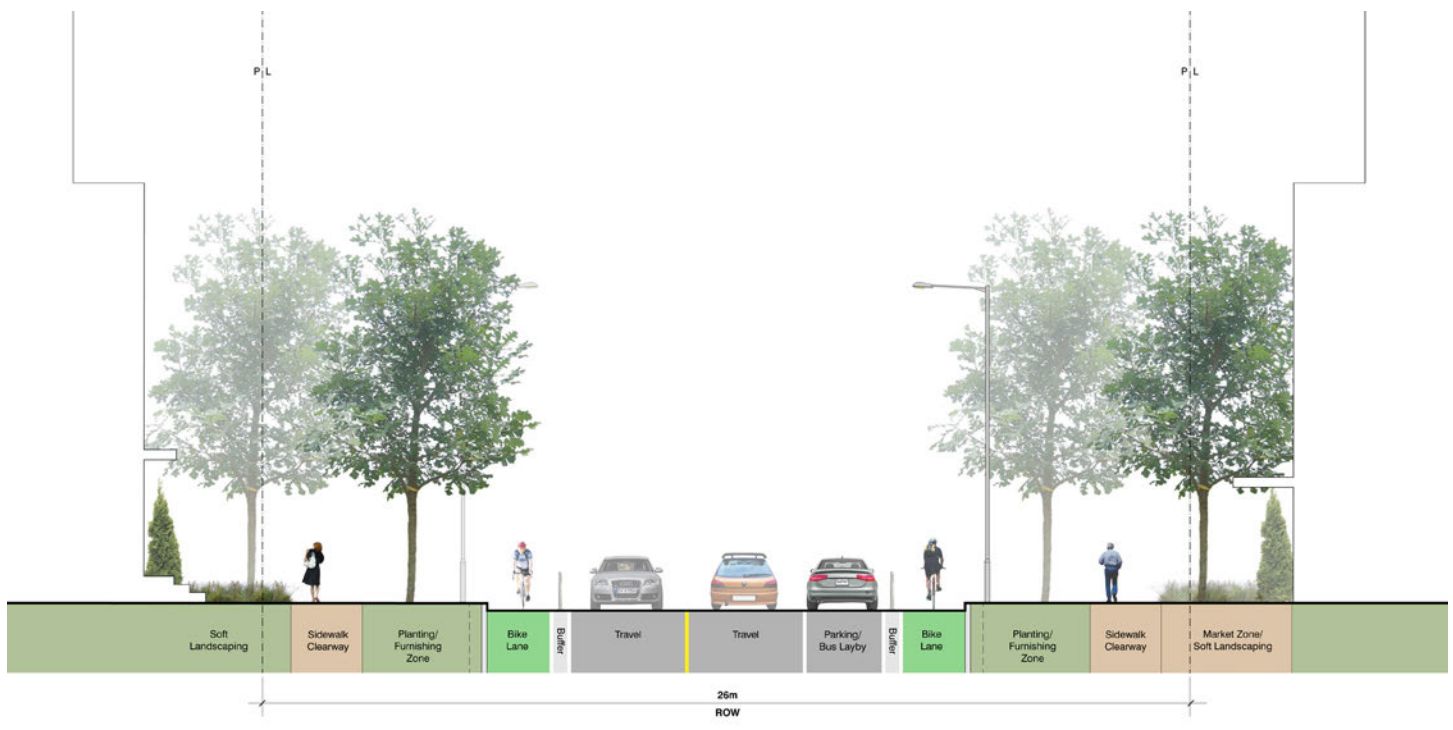 P L
P L
Soft
Landscaping
Sidewalk
Clearway
Planting/
Furnishing
Zone
Bike
Lane
Buffer
Travel
Travel
Parking/
Bus Layby
Buffer
Bike
Lane
Planting/
Furnishing
Zone
Sidewalk
Clearway
Market Zone/
Soft Landscaping
26m
ROW